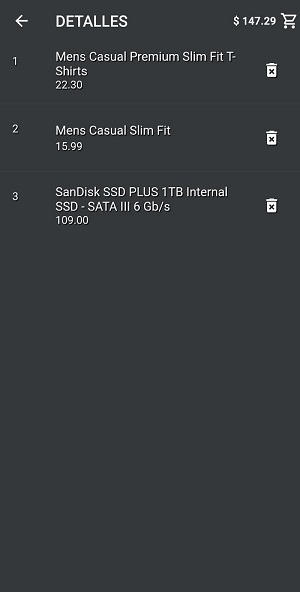 DETALLES
$ 147.29
1
Mens Casual Premium Slim Fit T-
Shirts
22.30
2
Mens Casual Slim Fit
15.99
3
SanDisk SSD PLUS 1TB Internal
SSD - SATA III 6 Gb/s
109.00